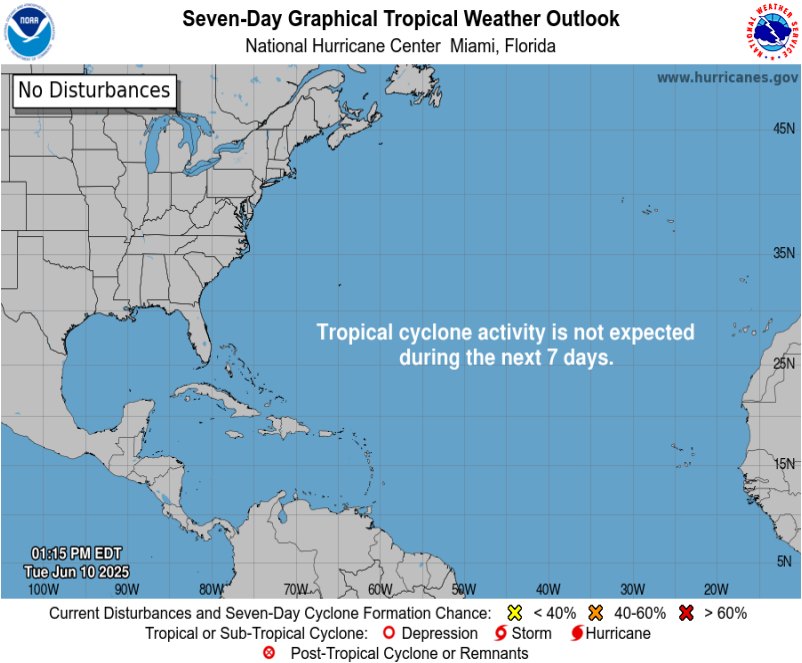 Seven-Day Graphical Tropical Weather Outlook
National Hurricane Center Miami, Florida
NOAA
No Disturbances
www.hurricanes.gov
45N
35N
Tropical cyclone activity is not expected
during the next 7 days.
25N
15N
01:15 PM EDT
Tue Jun 10 2025
5N
100W 90W 80W 70W 60W 50W 40W 30W 20W
Current Disturbances and Seven-Day Cyclone Formation Chance: < 40% 40-60% > 60%
Tropical or Sub-Tropical Cyclone: Depression Storm Hurricane
Post-Tropical Cyclone or Remnants